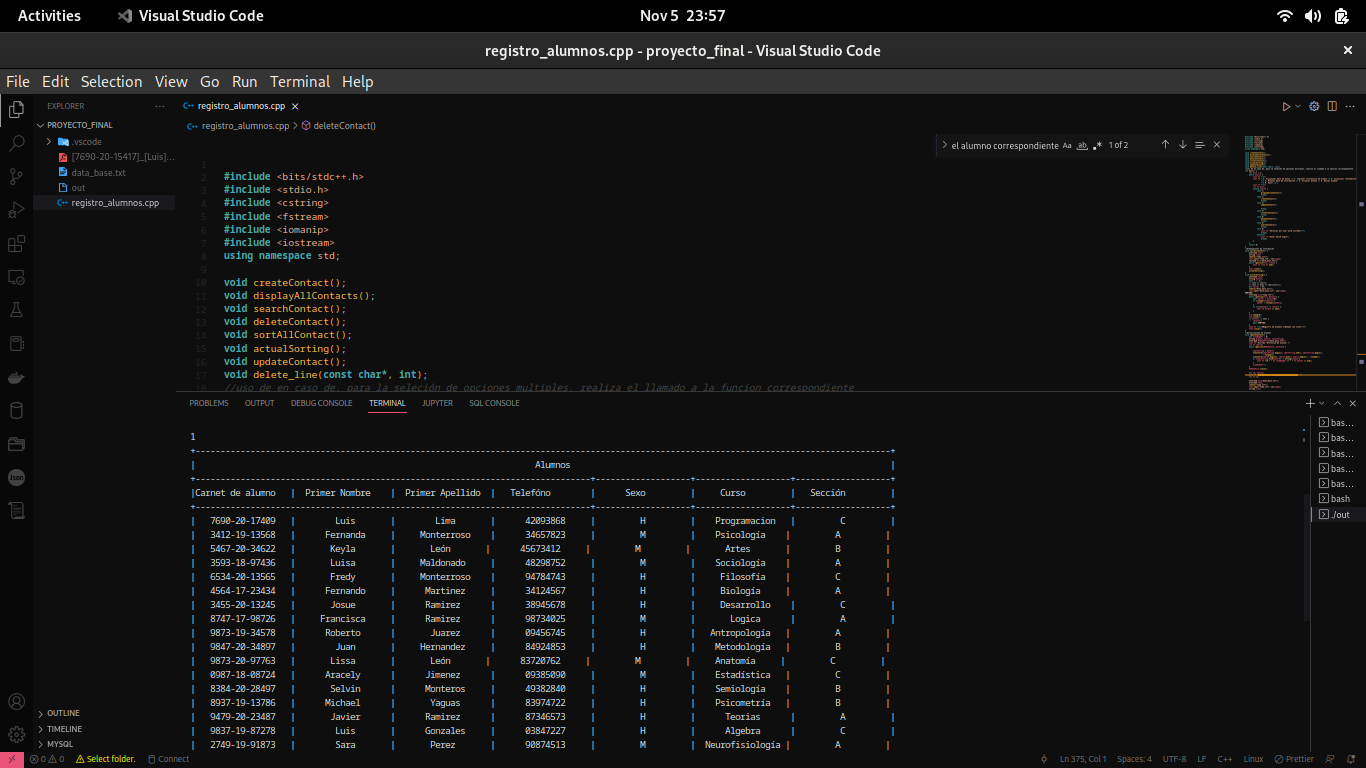 Activities Visual Studio Code Nov 5 23:57
registro_alumnos.cpp - proyecto_final - Visual Studio Code
File Edit Selection View Go Run Terminal Help
EXPLORER
PROYECTO_FINAL
.vscode
[7690-20-15417]_[Luis]...
data_base.txt
out
registro_alumnos.cpp
OUTLINE
TIMELINE
MYSQL
registro_alumnos.cpp
registro_alumnos.cpp > deleteContact()
el alumno correspondiente Aa ab 1 of 2
1
2 #include <bits/stdc++.h>
3 #include <stdio.h>
4 #include <cstring>
5 #include <fstream>
6 #include <iomanip>
7 #include <iostream>
8 using namespace std;
9
10 void createContact();
11 void displayAllContacts();
12 void searchContact();
13 void deleteContact();
14 void sortAllContact();
15 void actualSorting();
16 void updateContact();
17 void delete_line(const char*, int);
18 //uso de en caso de, para la seleción de opciones multiples, realiza el llamado a la funcion correspondiente
PROBLEMS OUTPUT DEBUG CONSOLE TERMINAL JUPYTER SQL CONSOLE
1
Alumnos
|Carnet de alumno | Primer Nombre | Primer Apellido | Telefóno | Sexo | Curso | Sección |
| 7690-20-17409 | Luis | Lima | 42093868 | H | Programacion | C |
| 3412-19-13568 | Fernanda | Monterroso | 34657823 | M | Psicología | A |
| 5467-20-34622 | Keyla | León | 45673412 | M | Artes | B |
| 3593-18-97436 | Luisa | Maldonado | 48298752 | M | Sociología | A |
| 6534-20-13565 | Fredy | Monterroso | 94784743 | H | Filosofía | C |
| 4564-17-23434 | Fernando | Martinez | 34124567 | H | Biología | A |
| 3455-20-13245 | Josue | Ramirez | 38945678 | H | Desarrollo | C |
| 8747-17-98726 | Francisca | Ramirez | 98734025 | M | Logica | A |
| 9873-19-34578 | Roberto | Juarez | 09456745 | H | Antropología | A |
| 9847-20-34897 | Juan | Hernandez | 84924853 | H | Metodología | B |
| 9873-20-97763 | Lissa | León | 83720762 | M | Anatomía | C |
| 0987-18-08724 | Aracely | Jimenez | 09385090 | M | Estadística | C |
| 8384-20-28497 | Selvin | Monteros | 49382840 | H | Semiología | B |
| 8937-19-13786 | Michael | Yaguas | 83974722 | H | Psicometría | B |
| 9479-20-23487 | Javier | Ramirez | 87346573 | H | Teorias | A |
| 9837-19-87278 | Luis | Gonzales | 03847227 | H | Algebra | C |
| 2749-19-91873 | Sara | Perez | 90874513 | M | Neurofisiología | A |
bas...
bas...
bas...
bas...
bas...
bash
./out
0 0 Select folder. Connect Ln 375, Col 1 Spaces: 4 UTF-8 LF C++ Linux Prettier